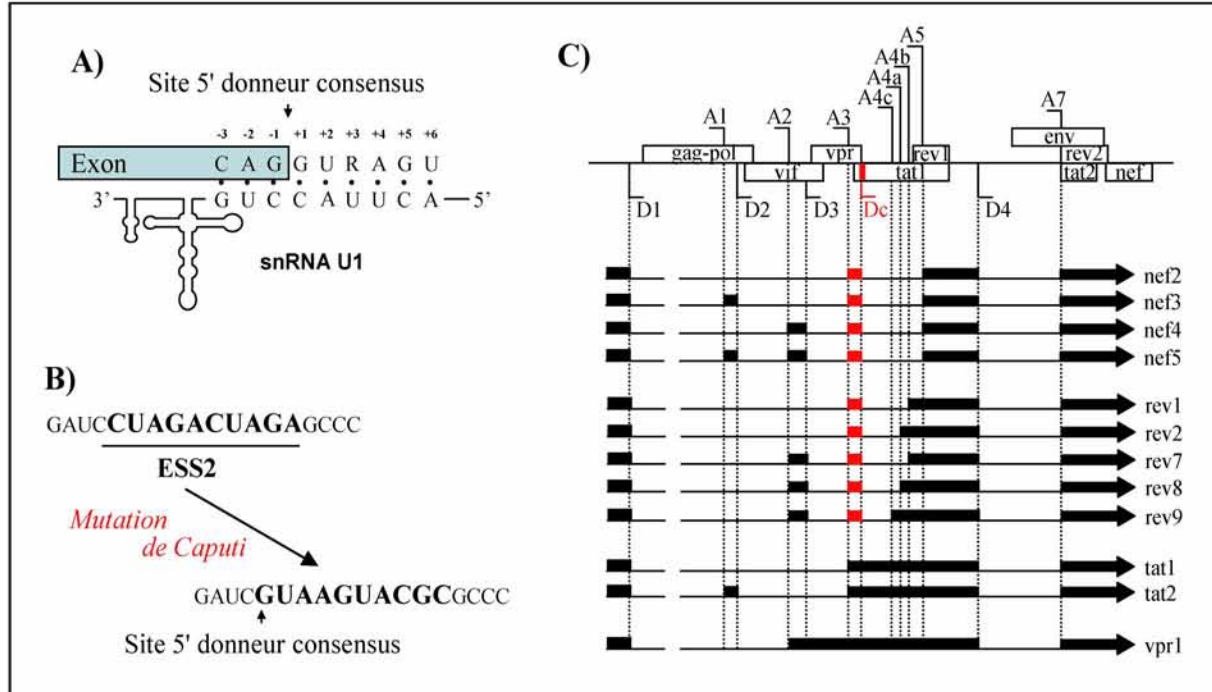 A)
Site 5' donneur consensus
-3 -2 -1 +1 +2 +3 +4 +5 +6
Exon C A G G U R A G U
3' G U C C A U U C A 5'
snRNA U1
B)
GAUCCUAGACUAGAGCCC
ESS2
Mutation
de Caputi
GAUCGUAAGUACGCGCCC
Site 5' donneur consensus
C)
A5
A4b
A4a
A4c
A1 A2 A3 A7
env
gag-pol vpr rev1 rev2
vif tat tat2 nef
D1 D2 D3 Dc D4
nef2
nef3
nef4
nef5
rev1
rev2
rev7
rev8
rev9
tat1
tat2
vpr1